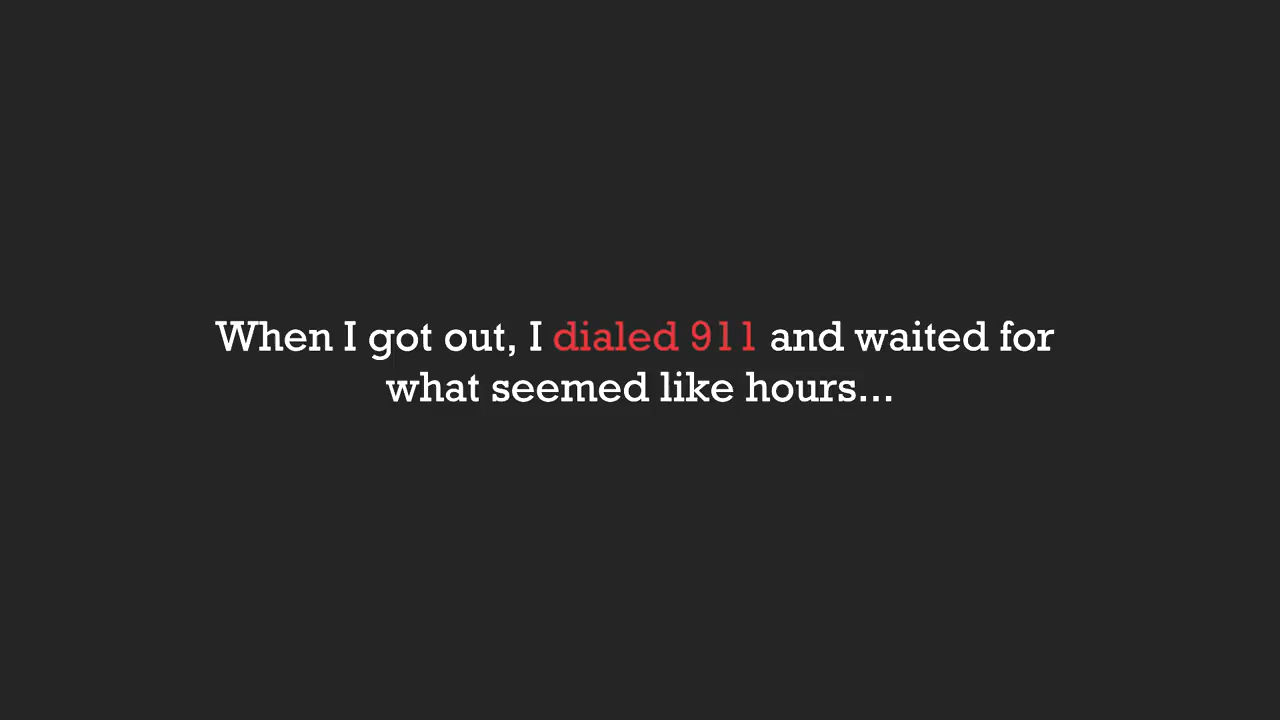 When I got out, I dialed 911 and waited for
what seemed like hours...